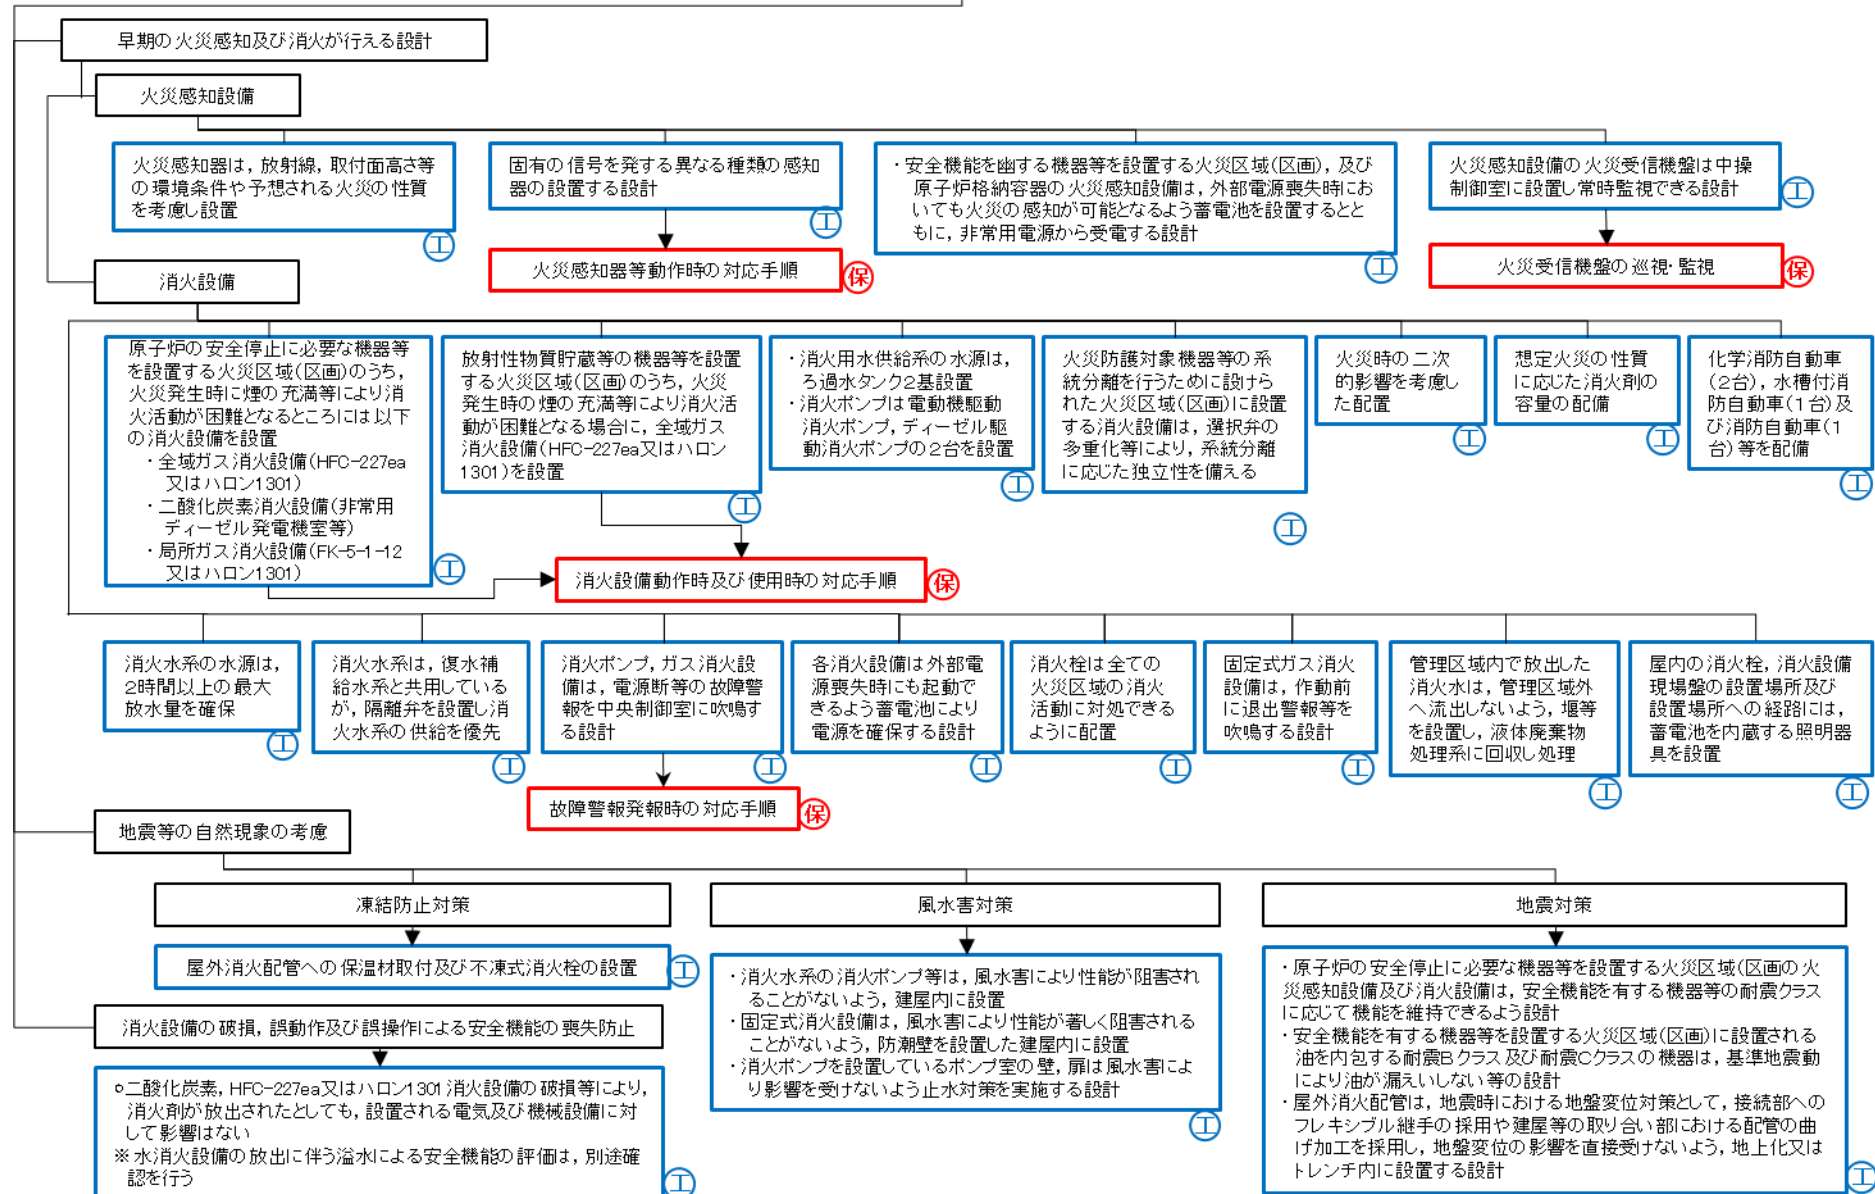 早期の火災感知及び消火が行える設計
火災感知設備
火災感知器は，放射線，取付面高さ等
の環境条件や予想される火災の性質
を考慮し設置
工
固有の信号を発する異なる種類の感知
器の設置する設計
工
火災感知器等動作時の対応手順
保
・安全機能を幽する機器等を設置する火災区域(区画)，及び
原子炉格納容器の火災感知設備は，外部電源喪失時にお
いても火災の感知が可能となるよう蓄電池を設置するとと
もに，非常用電源から受電する設計
工
火災感知設備の火災受信機盤は中操
制御室に設置し常時監視できる設計
工
火災受信機盤の巡視・監視
保
消火設備
原子炉の安全停止に必要な機器等
を設置する火災区域(区画)のうち，
火災発生時に煙の充満等により消
火活動が困難となるところには以下
の消火設備を設置
・全域ガス消火設備(HFC-227ea
又はハロン1301)
・二酸化炭素消火設備(非常用
ディーゼル発電機室等)
・局所ガス消火設備(FK-5-1-12
又はハロン1301)
工
放射性物質貯蔵等の機器等を設置
する火災区域(区画)のうち，火災
発生時の煙の充満等により消火活
動が困難となる場合に，全域ガス
消火設備(HFC-227ea又はハロン
1301)を設置
工
・消火用水供給系の水源は，
ろ過水タンク2基設置
・消火ポンプは電動機駆動
消火ポンプ，ディーゼル駆
動消火ポンプの2台を設置
工
火災防護対象機器等の系
統分離を行うために設けら
れた火災区域(区画)に設置
する消火設備は，選択弁の
多重化等により，系統分離
に応じた独立性を備える
工
火災時の二次
的影響を考慮し
た配置
工
想定火災の性質
に応じた消火剤の
容量の配備
工
化学消防自動車
(2台)，水槽付消
防自動車(1台)及
び消防自動車(1
台)等を配備
工
消火設備動作時及び使用時の対応手順
保
消火水系の水源は，
2時間以上の最大
放水量を確保
工
消火水系は，復水補
給水系と共用している
が，隔離弁を設置し消
火水系の供給を優先
工
消火ポンプ，ガス消火設
備は，電源断等の故障警
報を中央制御室に吹鳴す
る設計
工
各消火設備は外部電
源喪失時にも起動で
きるよう蓄電池により
電源を確保する設計
工
消火栓は全ての
火災区域の消火
活動に対処できる
ように配置
工
固定式ガス消火
設備は，作動前
に退出警報等を
吹鳴する設計
工
管理区域内で放出した
消火水は，管理区域外
へ流出しないよう，堰等
を設置し，液体廃棄物
処理系に回収し処理
工
屋内の消火栓，消火設備
現場盤の設置場所及び
設置場所への経路には，
蓄電池を内蔵する照明器
具を設置
工
故障警報発報時の対応手順
保
地震等の自然現象の考慮
凍結防止対策
屋外消火配管への保温材取付及び不凍式消火栓の設置
工
風水害対策
・消火水系の消火ポンプ等は，風水害により性能が阻害され
ることがないよう，建屋内に設置
・固定式消火設備は，風水害により性能が著しく阻害される
ことがないよう，防潮壁を設置した建屋内に設置
・消火ポンプを設置しているポンプ室の壁，扉は風水害によ
り影響を受けないよう止水対策を実施する設計
工
地震対策
・原子炉の安全停止に必要な機器等を設置する火災区域(区画の火
災感知設備及び消火設備は，安全機能を有する機器等の耐震クラス
に応じて機能を維持できるよう設計
・安全機能を有する機器等を設置する火災区域(区画)に設置される
油を内包する耐震Bクラス及び耐震Cクラスの機器は，基準地震動
により油が漏えいしない等の設計
・屋外消火配管は，地震時における地盤変位対策として，接続部への
フレキシブル継手の採用や建屋等の取り合い部における配管の曲
げ加工を採用し，地盤変位の影響を直接受けないよう，地上化又は
トレンチ内に設置する設計
工
消火設備の破損，誤動作及び誤操作による安全機能の喪失防止
○二酸化炭素，HFC-227ea又はハロン1301消火設備の破損等により，
消火剤が放出されたとしても，設置される電気及び機械設備に対
して影響はない
※水消火設備の放出に伴う溢水による安全機能の評価は，別途確
認を行う
工